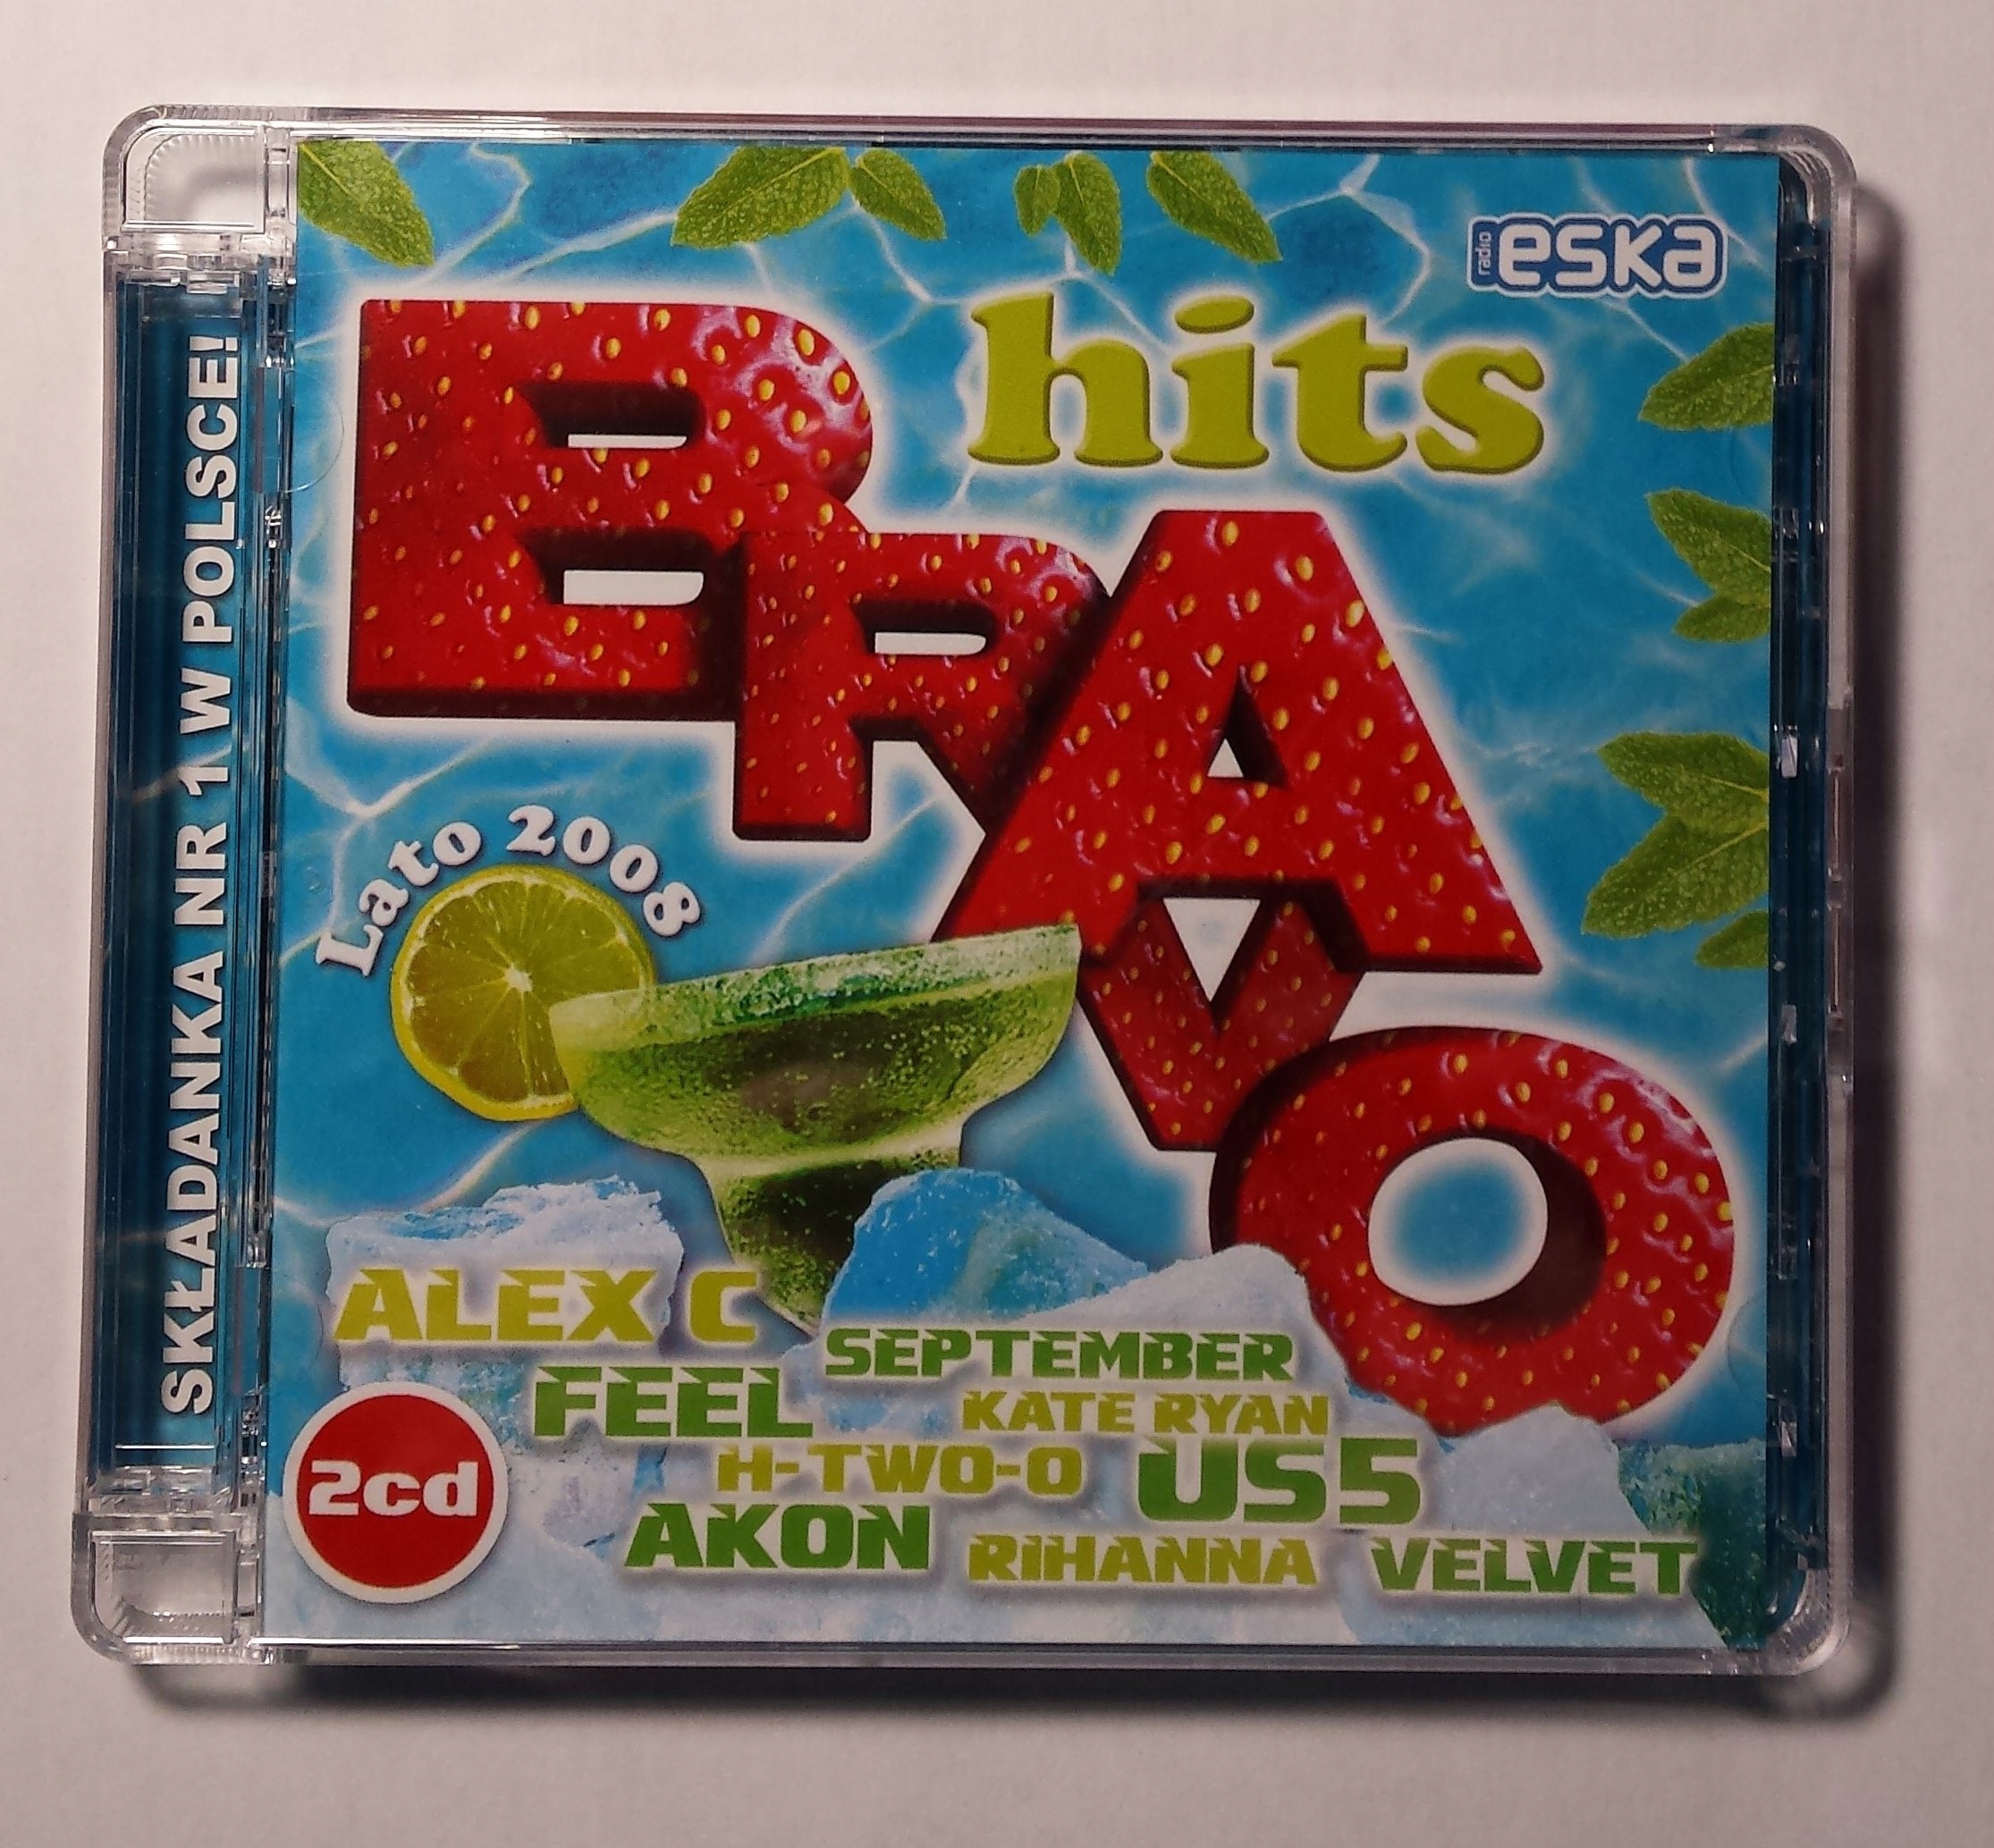 SKŁADANKA NR 1 W POLSCE!
radio eska
hits
BRAVO
Lato 2008
ALEX C
SEPTEMBER
FEEL
KATE RYAN
H-TWO-O
US5
AKON
RIHANNA
VELVET
2cd